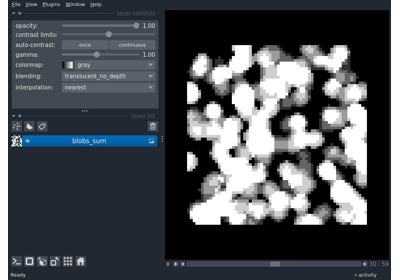 File View Plugins Window Help
layer controls
opacity: 1.00
contrast limits:
auto-contrast: once continuous
gamma: 1.00
colormap: gray
blending: translucent_no_depth
interpolation: nearest
layer list
blobs_sum
30 59
Ready activity